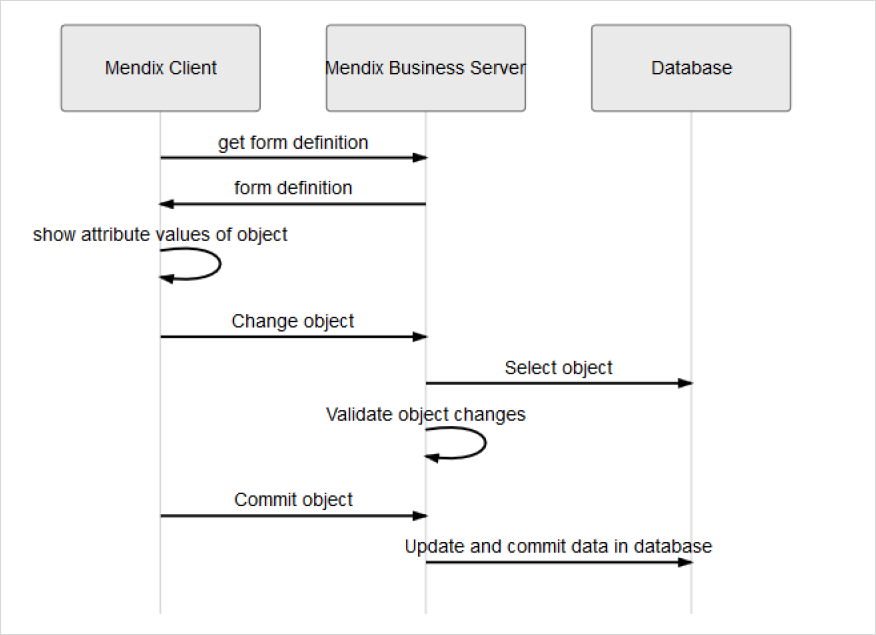 Mendix Client
Mendix Business Server
Database
get form definition
form definition
show attribute values of object
Change object
Select object
Validate object changes
Commit object
Update and commit data in database